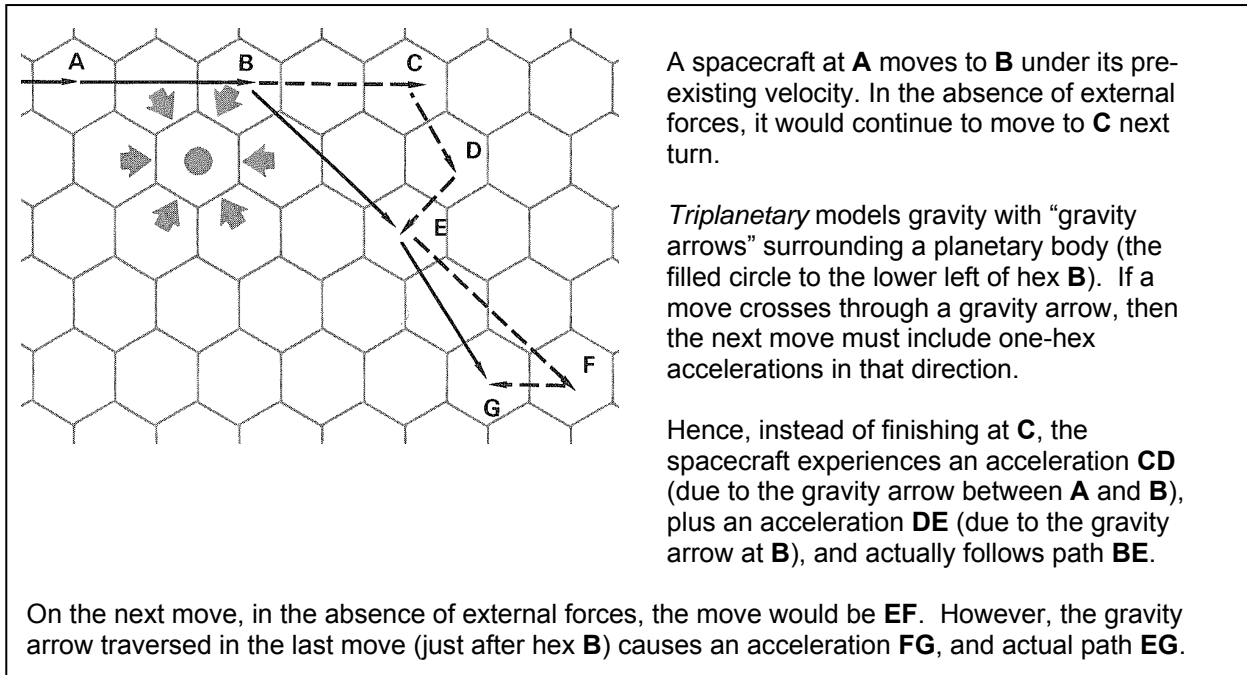 A
B
C
D
E
F
G
A spacecraft at A moves to B under its pre-
existing velocity. In the absence of external
forces, it would continue to move to C next
turn.
Triplanetary models gravity with “gravity
arrows” surrounding a planetary body (the
filled circle to the lower left of hex B).  If a
move crosses through a gravity arrow, then
the next move must include one-hex
accelerations in that direction.
Hence, instead of finishing at C, the
spacecraft experiences an acceleration CD
(due to the gravity arrow between A and B),
plus an acceleration DE (due to the gravity
arrow at B), and actually follows path BE.
On the next move, in the absence of external forces, the move would be EF.  However, the gravity
arrow traversed in the last move (just after hex B) causes an acceleration FG, and actual path EG.